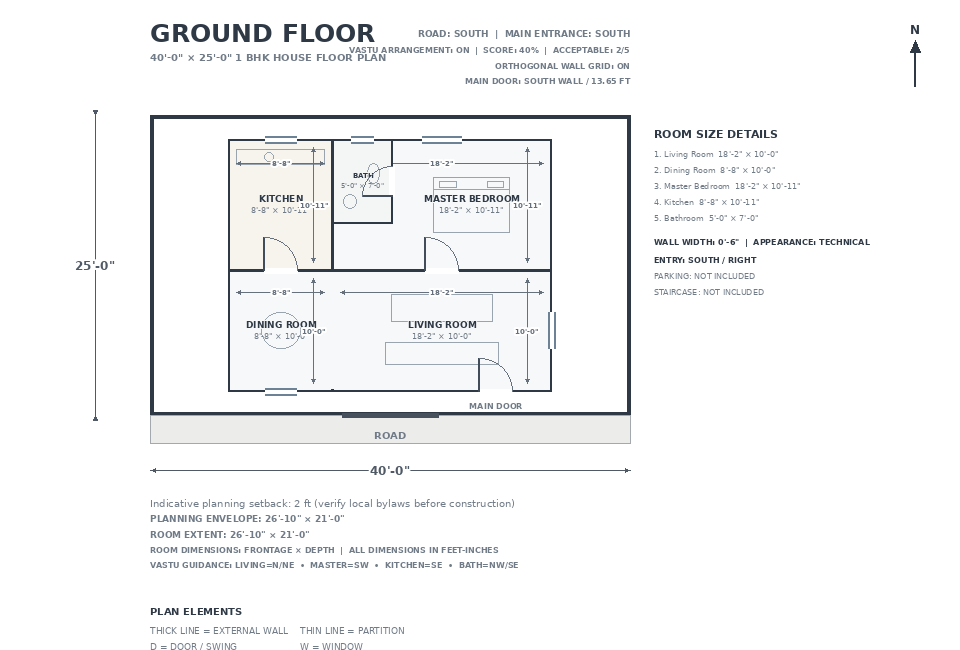 GROUND FLOOR
40'-0" × 25'-0" 1 BHK HOUSE FLOOR PLAN
ROAD: SOUTH | MAIN ENTRANCE: SOUTH
VASTU ARRANGEMENT: ON | SCORE: 40% | ACCEPTABLE: 2/5
ORTHOGONAL WALL GRID: ON
MAIN DOOR: SOUTH WALL / 13.65 FT
N
8'-8"
18'-2"
BATH
5'-0" × 7'-0"
KITCHEN
8'-8" × 10'-11"
10'-11"
MASTER BEDROOM
18'-2" × 10'-11"
10'-11"
25'-0"
8'-8"
18'-2"
DINING ROOM
8'-8" × 10'-0"
10'-0"
LIVING ROOM
18'-2" × 10'-0"
10'-0"
MAIN DOOR
ROAD
40'-0"
ROOM SIZE DETAILS
1. Living Room 18'-2" × 10'-0"
2. Dining Room 8'-8" × 10'-0"
3. Master Bedroom 18'-2" × 10'-11"
4. Kitchen 8'-8" × 10'-11"
5. Bathroom 5'-0" × 7'-0"
WALL WIDTH: 0'-6" | APPEARANCE: TECHNICAL
ENTRY: SOUTH / RIGHT
PARKING: NOT INCLUDED
STAIRCASE: NOT INCLUDED
Indicative planning setback: 2 ft (verify local bylaws before construction)
PLANNING ENVELOPE: 26'-10" × 21'-0"
ROOM EXTENT: 26'-10" × 21'-0"
ROOM DIMENSIONS: FRONTAGE × DEPTH | ALL DIMENSIONS IN FEET-INCHES
VASTU GUIDANCE: LIVING=N/NE • MASTER=SW • KITCHEN=SE • BATH=NW/SE
PLAN ELEMENTS
THICK LINE = EXTERNAL WALL THIN LINE = PARTITION
D = DOOR / SWING W = WINDOW